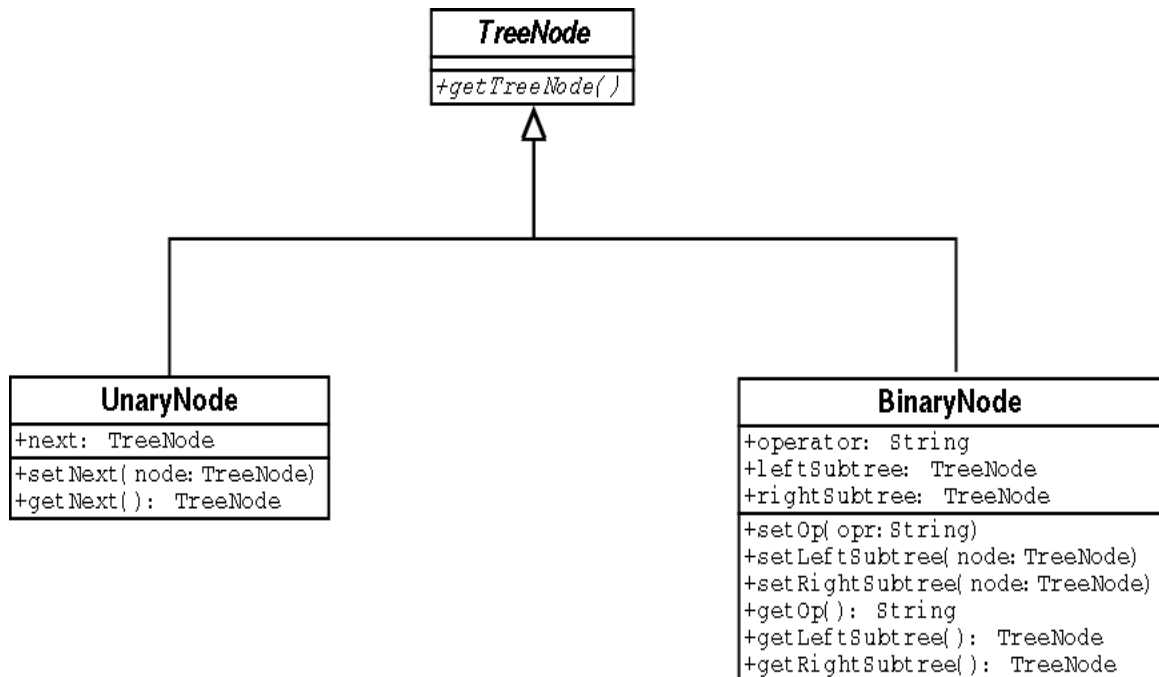 TreeNode
+getTreeNode()
UnaryNode
+next: TreeNode
+setNext(node:TreeNode)
+getNext(): TreeNode
BinaryNode
+operator: String
+leftSubtree: TreeNode
+rightSubtree: TreeNode
+setOp(opr:String)
+setLeftSubtree(node:TreeNode)
+setRightSubtree(node:TreeNode)
+getOp(): String
+getLeftSubtree(): TreeNode
+getRightSubtree(): TreeNode